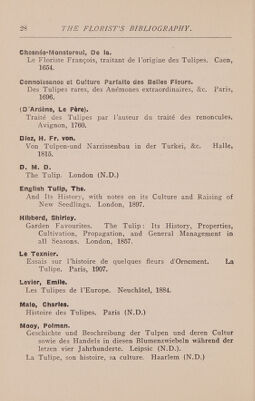 28 THE FLORIST'S BIBLIOGRAPHY.
Chesnée-Monstereul, De la.
Le Floriste François, traitant de l'origine des Tulipes. Caen,
1654.
Connoissance et Culture Parfaite des Belles Fleurs.
Des Tulipes rares, des Anémones extraordinaires, &c. Paris,
1696.
(D'Ardène, Le Père).
Traité des Tulipes par l'auteur du traité des renoncules.
Avignon, 1760.
Diez, H. Fr. von.
Von Tulpen-und Narzissenbau in der Turkei, &c. Halle,
1815.
D. M. D.
The Tulip. London (N.D.)
English Tulip, The.
And Its History, with notes on its Culture and Raising of
New Seedlings. London, 1897.
Hibberd, Shirley.
Garden Favourites. The Tulip: Its History, Properties,
Cultivation, Propagation, and General Management in
all Seasons. London, 1857.
Le Texnier.
Essais sur l'histoire de quelques fleurs d'Ornement. La
Tulipe. Paris, 1907.
Levier, Emile.
Les Tulipes de l'Europe. Neuchîtel, 1884.
Malo, Charles.
Histoire des Tulipes. Paris (N.D.)
Mooy, Polman.
Geschichte und Beschreibung der Tulpen und deren Cultur
sowie des Handels in diesen Blumenzwiebeln während der
letzen vier Jahrhunderte. Leipsic (N.D.).
La Tulipe, son histoire, sa culture. Haarlem (N.D.)